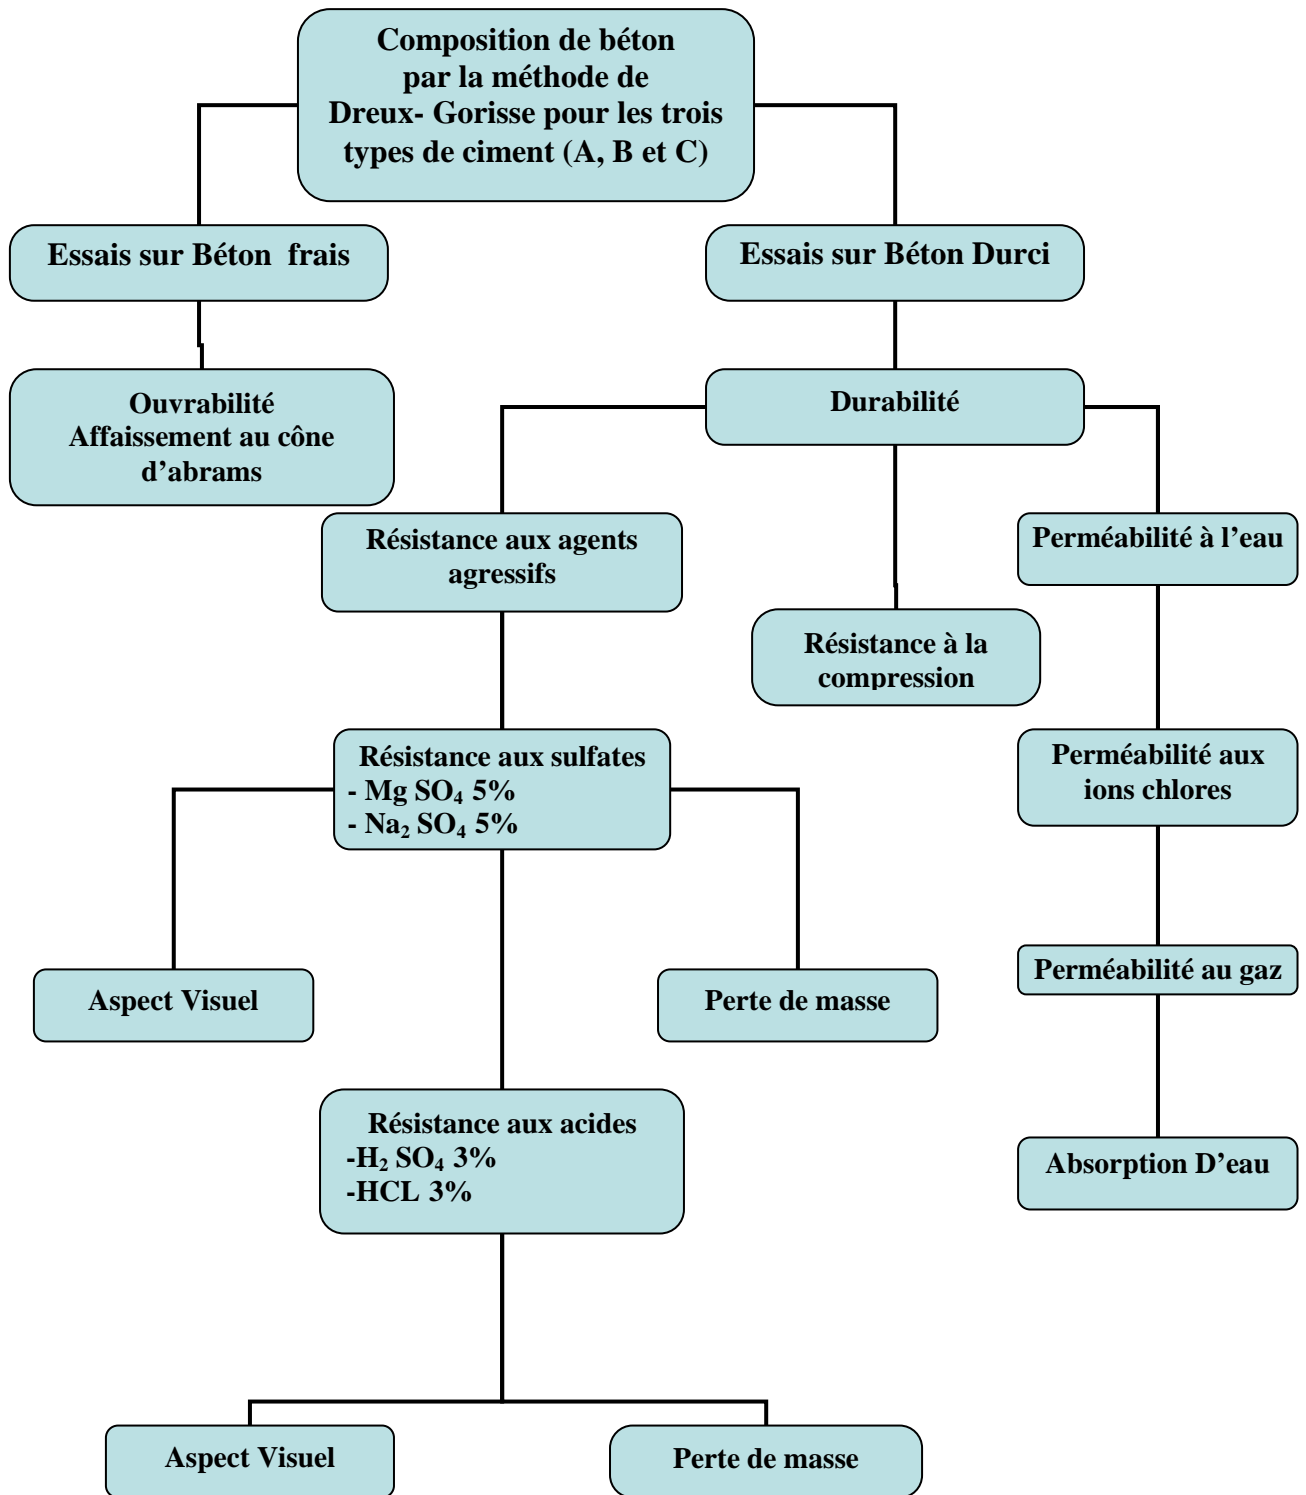 Composition de béton
par la méthode de
Dreux- Gorisse pour les trois
types de ciment (A, B et C)
Essais sur Béton  frais
Essais sur Béton Durci
Ouvrabilité
Affaissement au cône
d’abrams
Durabilité
Résistance aux agents
agressifs
Perméabilité à l’eau
Résistance à la
compression
Résistance aux sulfates
- Mg SO₄ 5%
- Na₂ SO₄ 5%
Perméabilité aux
ions chlores
Aspect Visuel
Perte de masse
Perméabilité au gaz
Résistance aux acides
-H₂ SO₄ 3%
-HCL 3%
Absorption D’eau
Aspect Visuel
Perte de masse